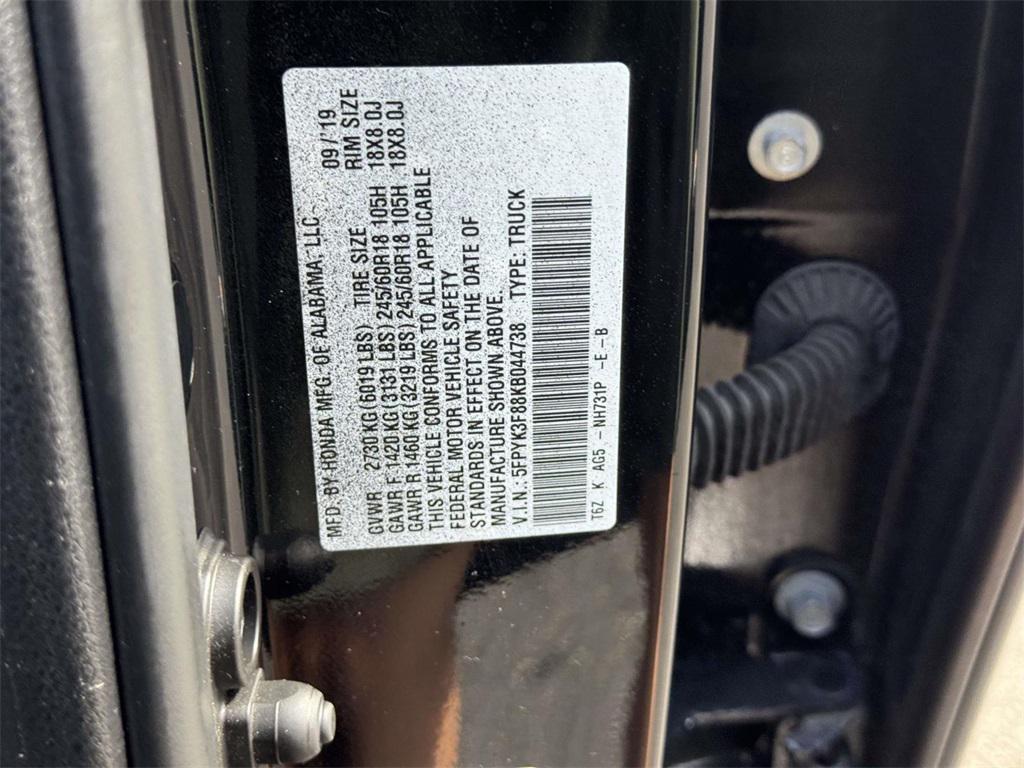 MFD. BY HONDA MFG. OF ALABAMA, LLC. 09/'19
GVWR 2730 KG (6019 LBS) TIRE SIZE RIM SIZE
GAWR F 1420 KG (3131 LBS) 245/60R18 105H 18X8.0J
GAWR R 1460 KG (3219 LBS) 245/60R18 105H 18X8.0J
THIS VEHICLE CONFORMS TO ALL APPLICABLE
FEDERAL MOTOR VEHICLE SAFETY
STANDARDS IN EFFECT ON THE DATE OF
MANUFACTURE SHOWN ABOVE.
V.I.N.: 5FPYK3F88KB044738 TYPE: TRUCK
T6Z K AG5 - NH731P - E - B